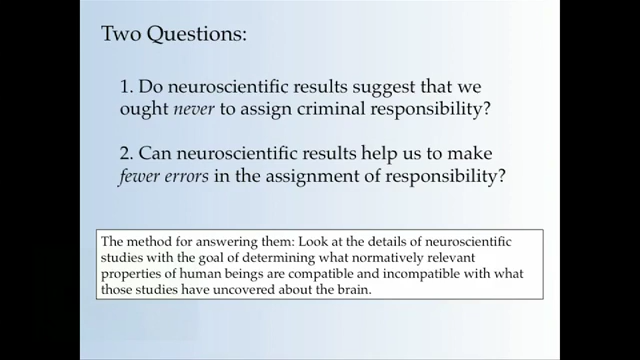 Two Questions:
1. Do neuroscientific results suggest that we
ought never to assign criminal responsibility?
2. Can neuroscientific results help us to make
fewer errors in the assignment of responsibility?
The method for answering them: Look at the details of neuroscientific
studies with the goal of determining what normatively relevant
properties of human beings are compatible and incompatible with what
those studies have uncovered about the brain.